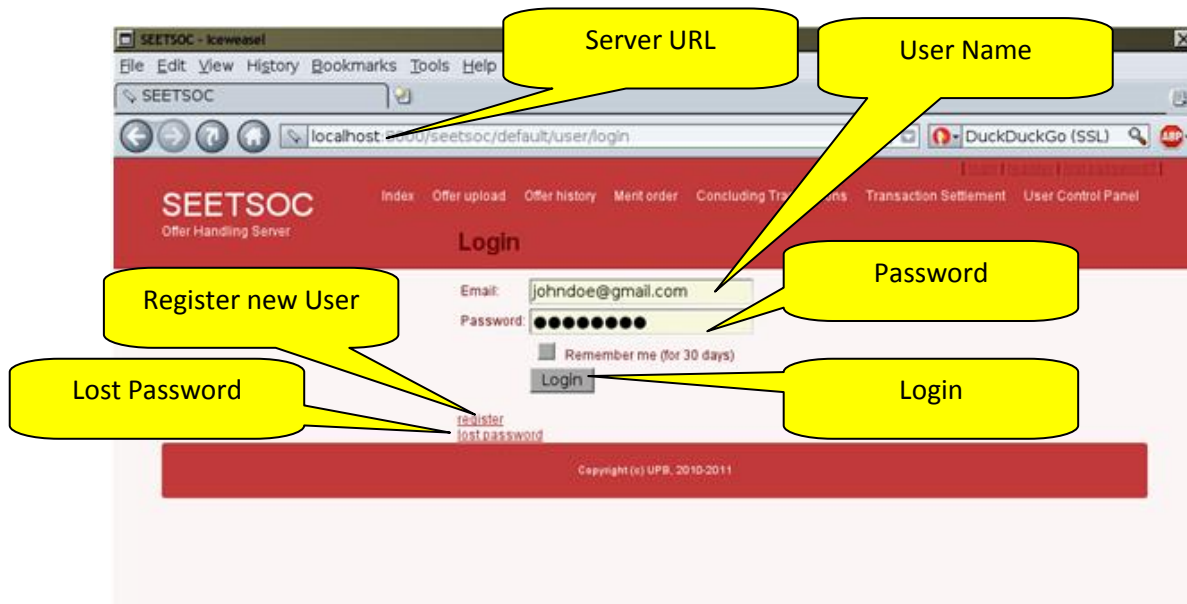 SEETSOC - Iceweasel
Server URL
User Name
File Edit View History Bookmarks Tools Help
SEETSOC
localhost: /seetsoc/default/user/login
DuckDuckGo (SSL)
ABP
SEETSOC
Offer Handling Server
Index Offer upload Offer history Merit order Concluding Transaction Settlement User Control Panel
Login
Register new User
Email: johndoe@gmail.com
Password
Password:
Remember me (for 30 days)
Lost Password
Login
Login
register
lost password
Copyright (c) UPB, 2010-2011